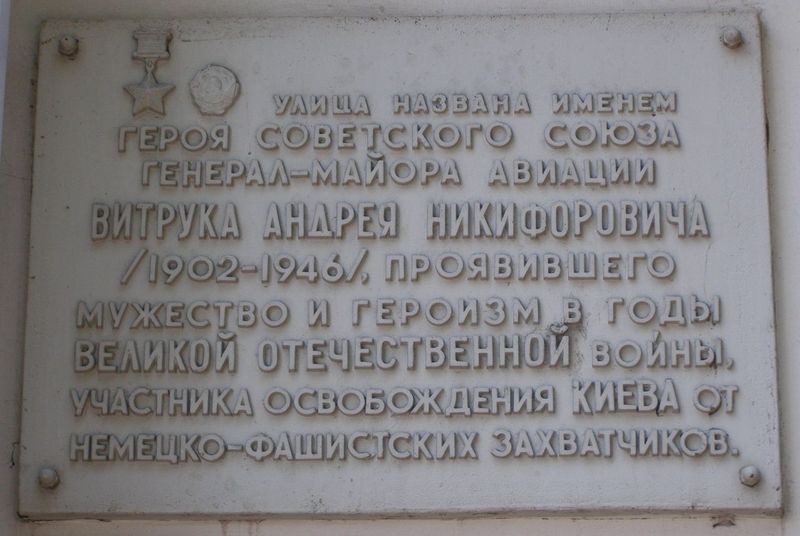 УЛИЦА НАЗВАНА ИМЕНЕМ
ГЕРОЯ СОВЕТСКОГО СОЮЗА
ГЕНЕРАЛ-МАЙОРА АВИАЦИИ
ВИТРУКА АНДРЕЯ НИКИФОРОВИЧА
/1902-1946/, ПРОЯВИВШЕГО
МУЖЕСТВО И ГЕРОИЗМ В ГОДЫ
ВЕЛИКОЙ ОТЕЧЕСТВЕННОЙ ВОЙНЫ,
УЧАСТНИКА ОСВОБОЖДЕНИЯ КИЕВА ОТ
НЕМЕЦКО-ФАШИСТСКИХ ЗАХВАТЧИКОВ.